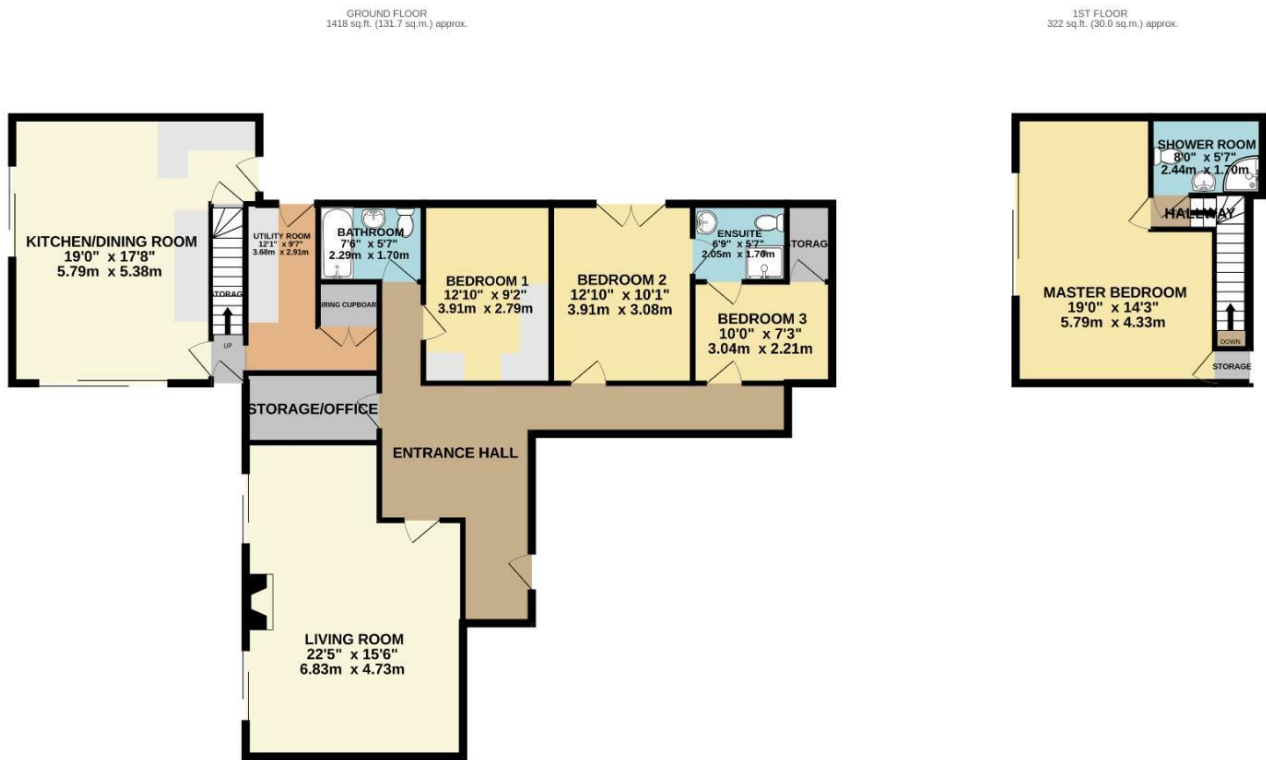 GROUND FLOOR
1418 sq.ft. (131.7 sq.m.) approx.
1ST FLOOR
322 sq.ft. (30.0 sq.m.) approx.
KITCHEN/DINING ROOM
19'0" x 17'8"
5.79m x 5.38m
STORAGE
UP
UTILITY ROOM
12'1" x 9'7"
3.68m x 2.91m
BATHROOM
7'6" x 5'7"
2.29m x 1.70m
IRING CUPBOAR
BEDROOM 1
12'10" x 9'2"
3.91m x 2.79m
BEDROOM 2
12'10" x 10'1"
3.91m x 3.08m
ENSUITE
6'9" x 5'7"
2.05m x 1.70m
STORAG
BEDROOM 3
10'0" x 7'3"
3.04m x 2.21m
STORAGE/OFFICE
ENTRANCE HALL
LIVING ROOM
22'5" x 15'6"
6.83m x 4.73m
SHOWER ROOM
8'0" x 5'7"
2.44m x 1.70m
HALLWAY
MASTER BEDROOM
19'0" x 14'3"
5.79m x 4.33m
DOWN
STORAGE